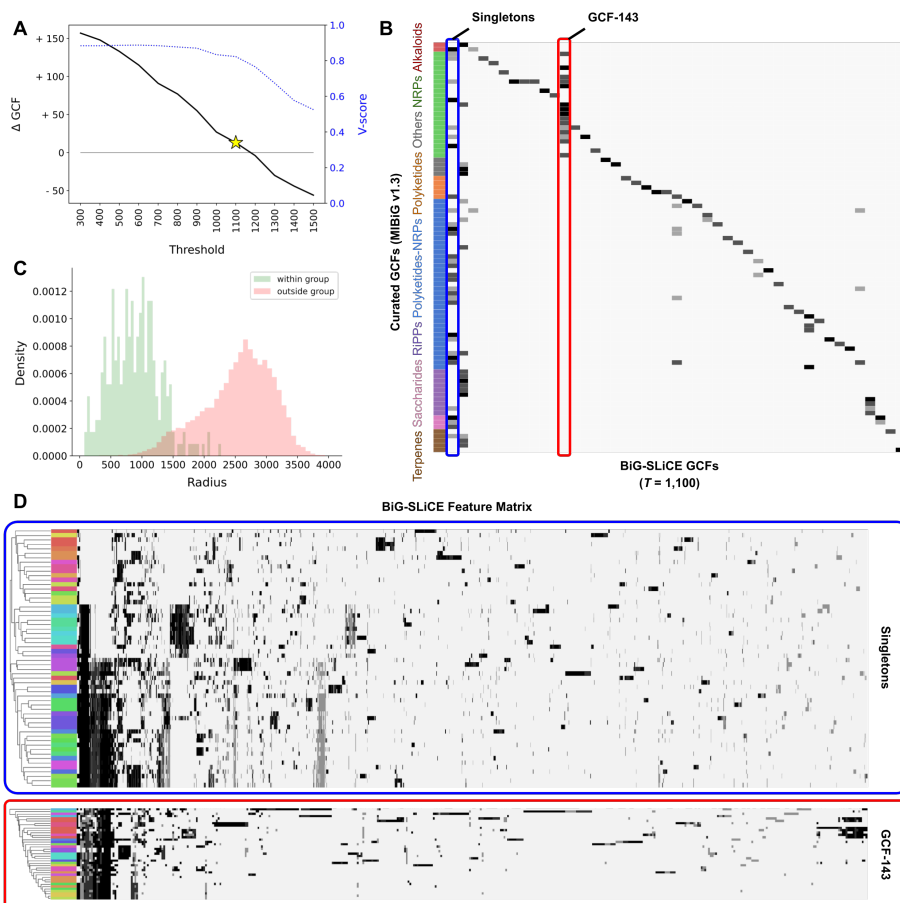 A
+ 150
+ 100
+ 50
0
- 50
Δ GCF
1.0
0.8
0.6
0.4
0.2
0.0
V-score
300
400
500
600
700
800
900
1000
1100
1200
1300
1400
1500
Threshold
B
Singletons
GCF-143
Curated GCFs (MIBiG v1.3)
Terpenes Saccharides RiPPs Polyketides-NRPs Polyketides Others NRPs Alkaloids
BiG-SLiCE GCFs
(T = 1,100)
C
within group
outside group
0.0012
0.0010
0.0008
0.0006
0.0004
0.0002
0.0000
Density
0 500 1000 1500 2000 2500 3000 3500 4000
Radius
D
BiG-SLiCE Feature Matrix
Singletons
GCF-143